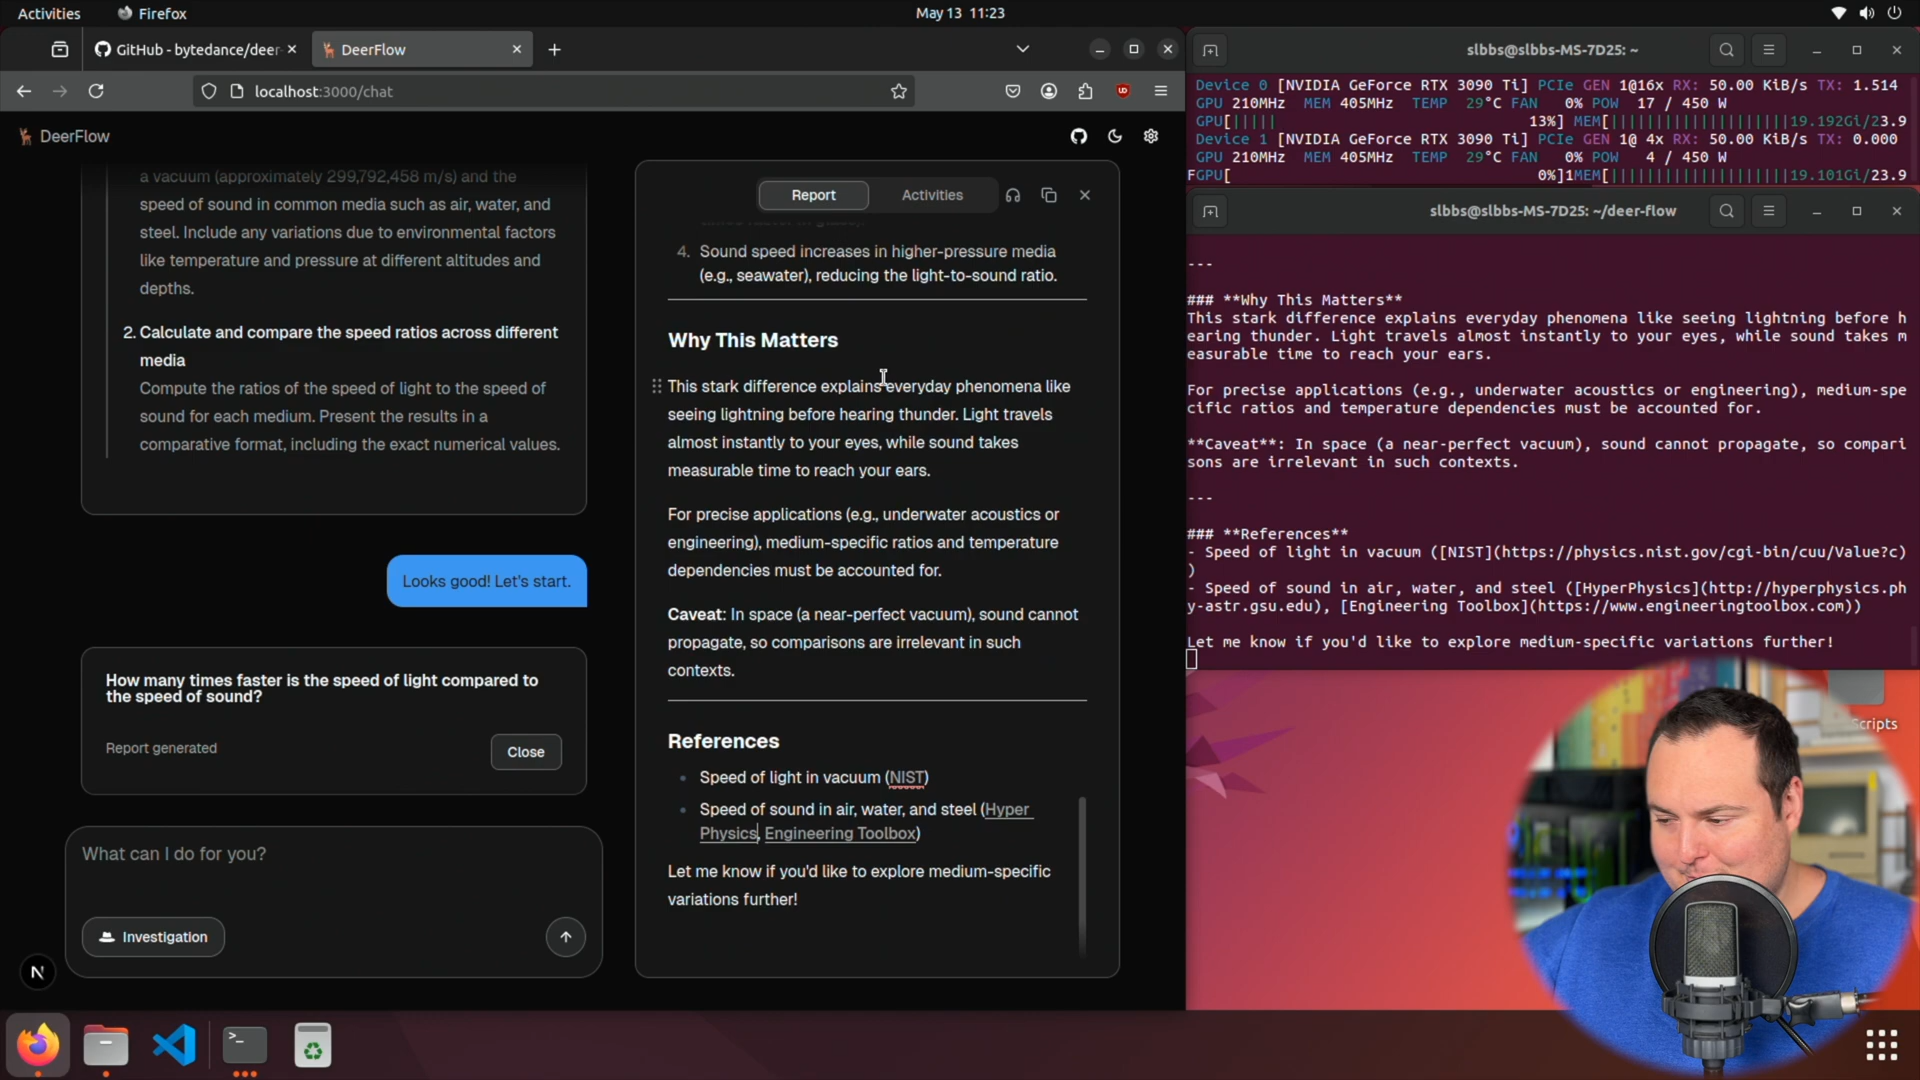 Activities
Firefox
May 13 11:23
GitHub - bytedance/deer-
DeerFlow
localhost:3000/chat
DeerFlow
a vacuum (approximately 299,792,458 m/s) and the
speed of sound in common media such as air, water, and
steel. Include any variations due to environmental factors
like temperature and pressure at different altitudes and
depths.
2. Calculate and compare the speed ratios across different
media
Compute the ratios of the speed of light to the speed of
sound for each medium. Present the results in a
comparative format, including the exact numerical values.
Looks good! Let's start.
How many times faster is the speed of light compared to
the speed of sound?
Report generated
Close
What can I do for you?
Investigation
N
Report
Activities
4. Sound speed increases in higher-pressure media
(e.g., seawater), reducing the light-to-sound ratio.
Why This Matters
This stark difference explains everyday phenomena like
seeing lightning before hearing thunder. Light travels
almost instantly to your eyes, while sound takes
measurable time to reach your ears.
For precise applications (e.g., underwater acoustics or
engineering), medium-specific ratios and temperature
dependencies must be accounted for.
Caveat: In space (a near-perfect vacuum), sound cannot
propagate, so comparisons are irrelevant in such
contexts.
References
Speed of light in vacuum (NIST)
Speed of sound in air, water, and steel (Hyper
Physics, Engineering Toolbox)
Let me know if you'd like to explore medium-specific
variations further!
slbbs@slbbs-MS-7D25: ~
Device 0 [NVIDIA GeForce RTX 3090 Ti] PCIe GEN 1@16x RX: 50.00 KiB/s TX: 1.514
GPU 210MHz MEM 405MHz TEMP 29°C FAN 0% POW 17 / 450 W
GPU[||||| 13%] MEM[|||||||||||||||||||19.192Gi/23.9
Device 1 [NVIDIA GeForce RTX 3090 Ti] PCIe GEN 1@ 4x RX: 50.00 KiB/s TX: 0.000
GPU 210MHz MEM 405MHz TEMP 29°C FAN 0% POW 4 / 450 W
FGPU[ 0%]1MEM[|||||||||||||||||||19.101Gi/23.9
slbbs@slbbs-MS-7D25: ~/deer-flow
---
### **Why This Matters**
This stark difference explains everyday phenomena like seeing lightning before h
earing thunder. Light travels almost instantly to your eyes, while sound takes m
easurable time to reach your ears.
For precise applications (e.g., underwater acoustics or engineering), medium-spe
cific ratios and temperature dependencies must be accounted for.
**Caveat**: In space (a near-perfect vacuum), sound cannot propagate, so compari
sons are irrelevant in such contexts.
---
### **References**
- Speed of light in vacuum ([NIST](https://physics.nist.gov/cgi-bin/cuu/Value?c)
)
- Speed of sound in air, water, and steel ([HyperPhysics](http://hyperphysics.ph
y-astr.gsu.edu), [Engineering Toolbox](https://www.engineeringtoolbox.com))
Let me know if you'd like to explore medium-specific variations further!
Scripts